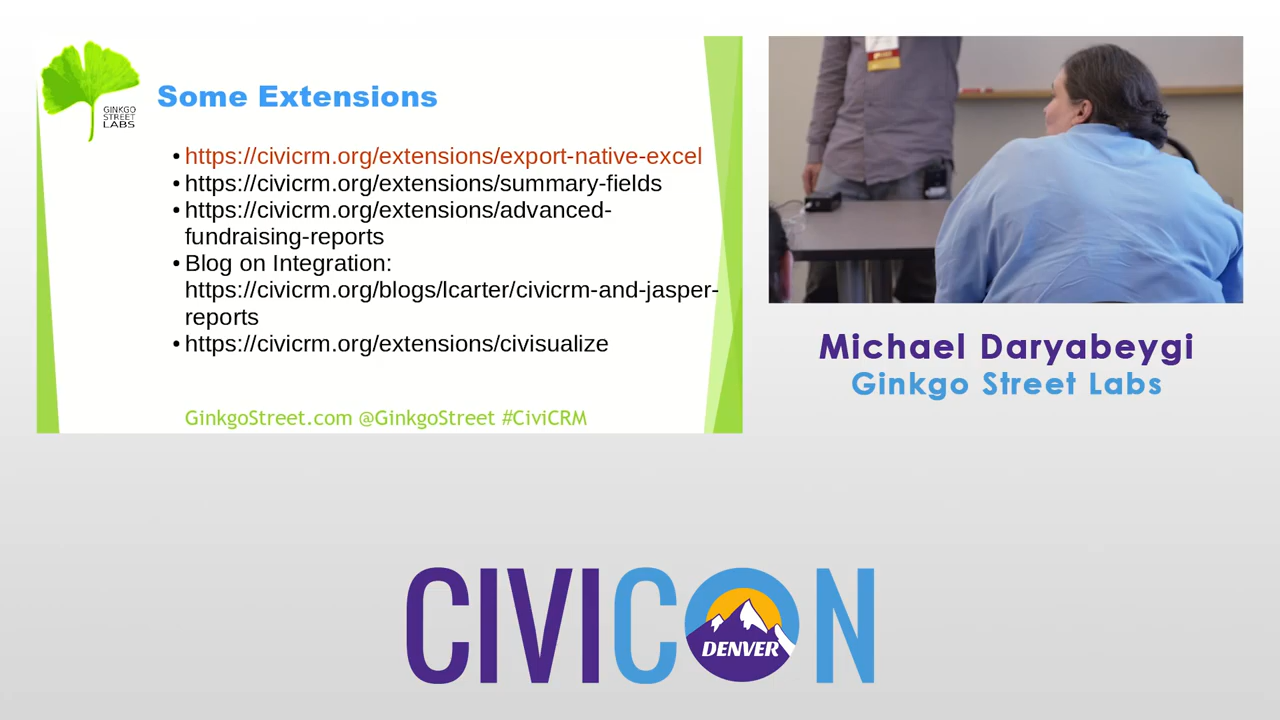 GINKGO
STREET
LABS
Some Extensions
•https://civicrm.org/extensions/export-native-excel
•https://civicrm.org/extensions/summary-fields
•https://civicrm.org/extensions/advanced-
fundraising-reports
•Blog on Integration:
https://civicrm.org/blogs/lcarter/civicrm-and-jasper-
reports
•https://civicrm.org/extensions/civisualize
GinkgoStreet.com @GinkgoStreet #CiviCRM
Michael Daryabeygi
Ginkgo Street Labs
CIVICON
DENVER